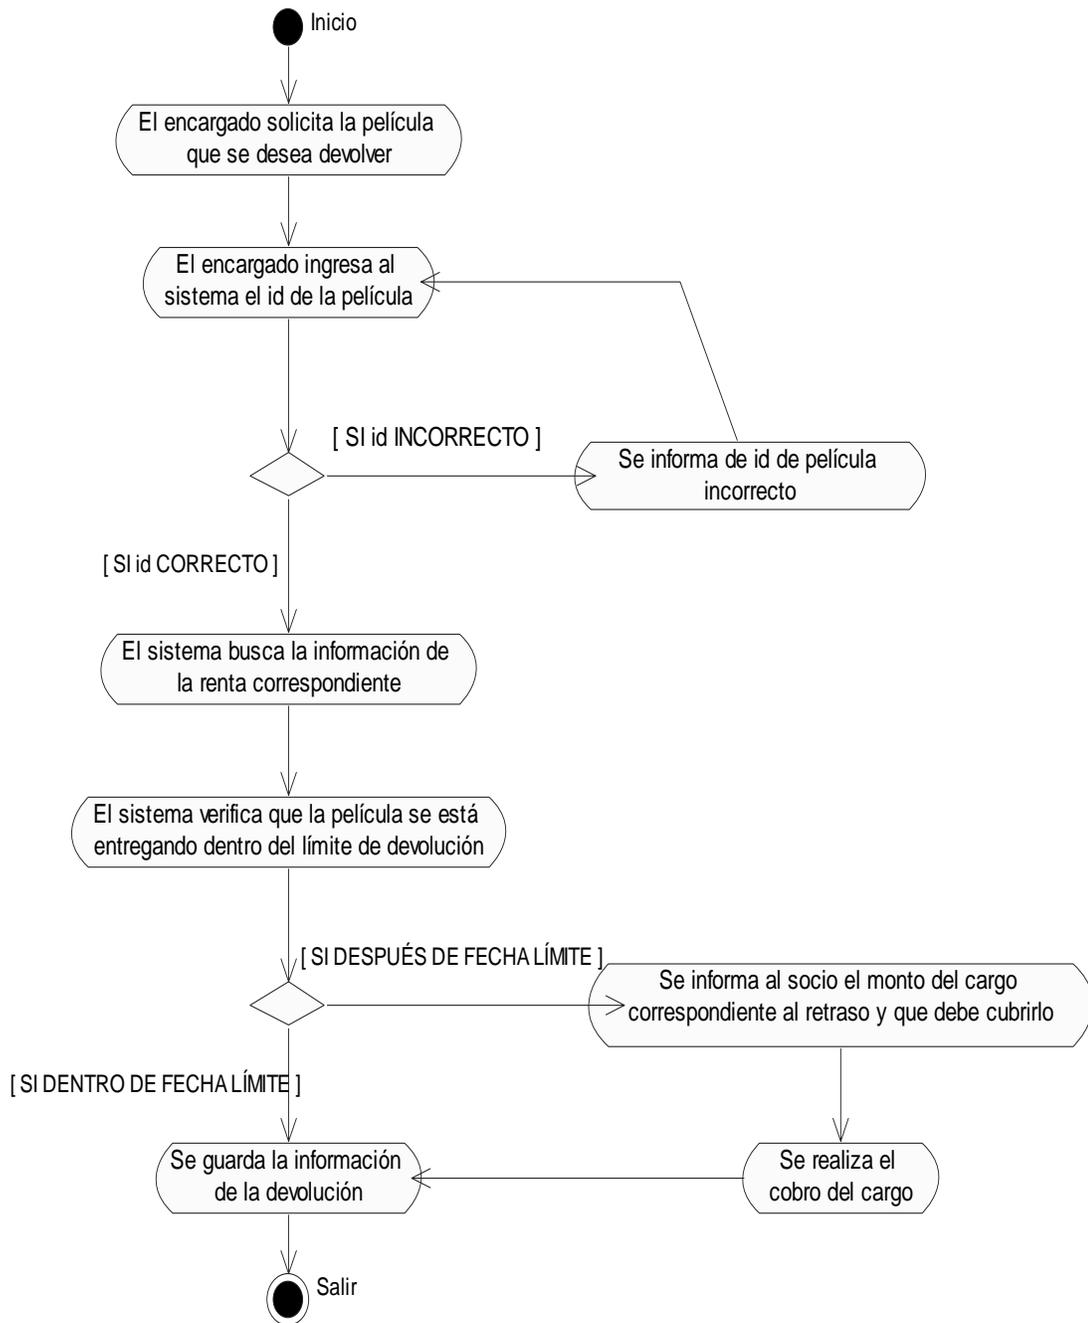 Inicio
El encargado solicita la película
que se desea devolver
El encargado ingresa al
sistema el id de la película
[ SI id INCORRECTO ]
Se informa de id de película
incorrecto
[ SI id CORRECTO ]
El sistema busca la información de
la renta correspondiente
El sistema verifica que la película se está
entregando dentro del límite de devolución
[ SI DESPUÉS DE FECHA LÍMITE ]
Se informa al socio el monto del cargo
correspondiente al retraso y que debe cubrirlo
[ SI DENTRO DE FECHA LÍMITE ]
Se guarda la información
de la devolución
Se realiza el
cobro del cargo
Salir